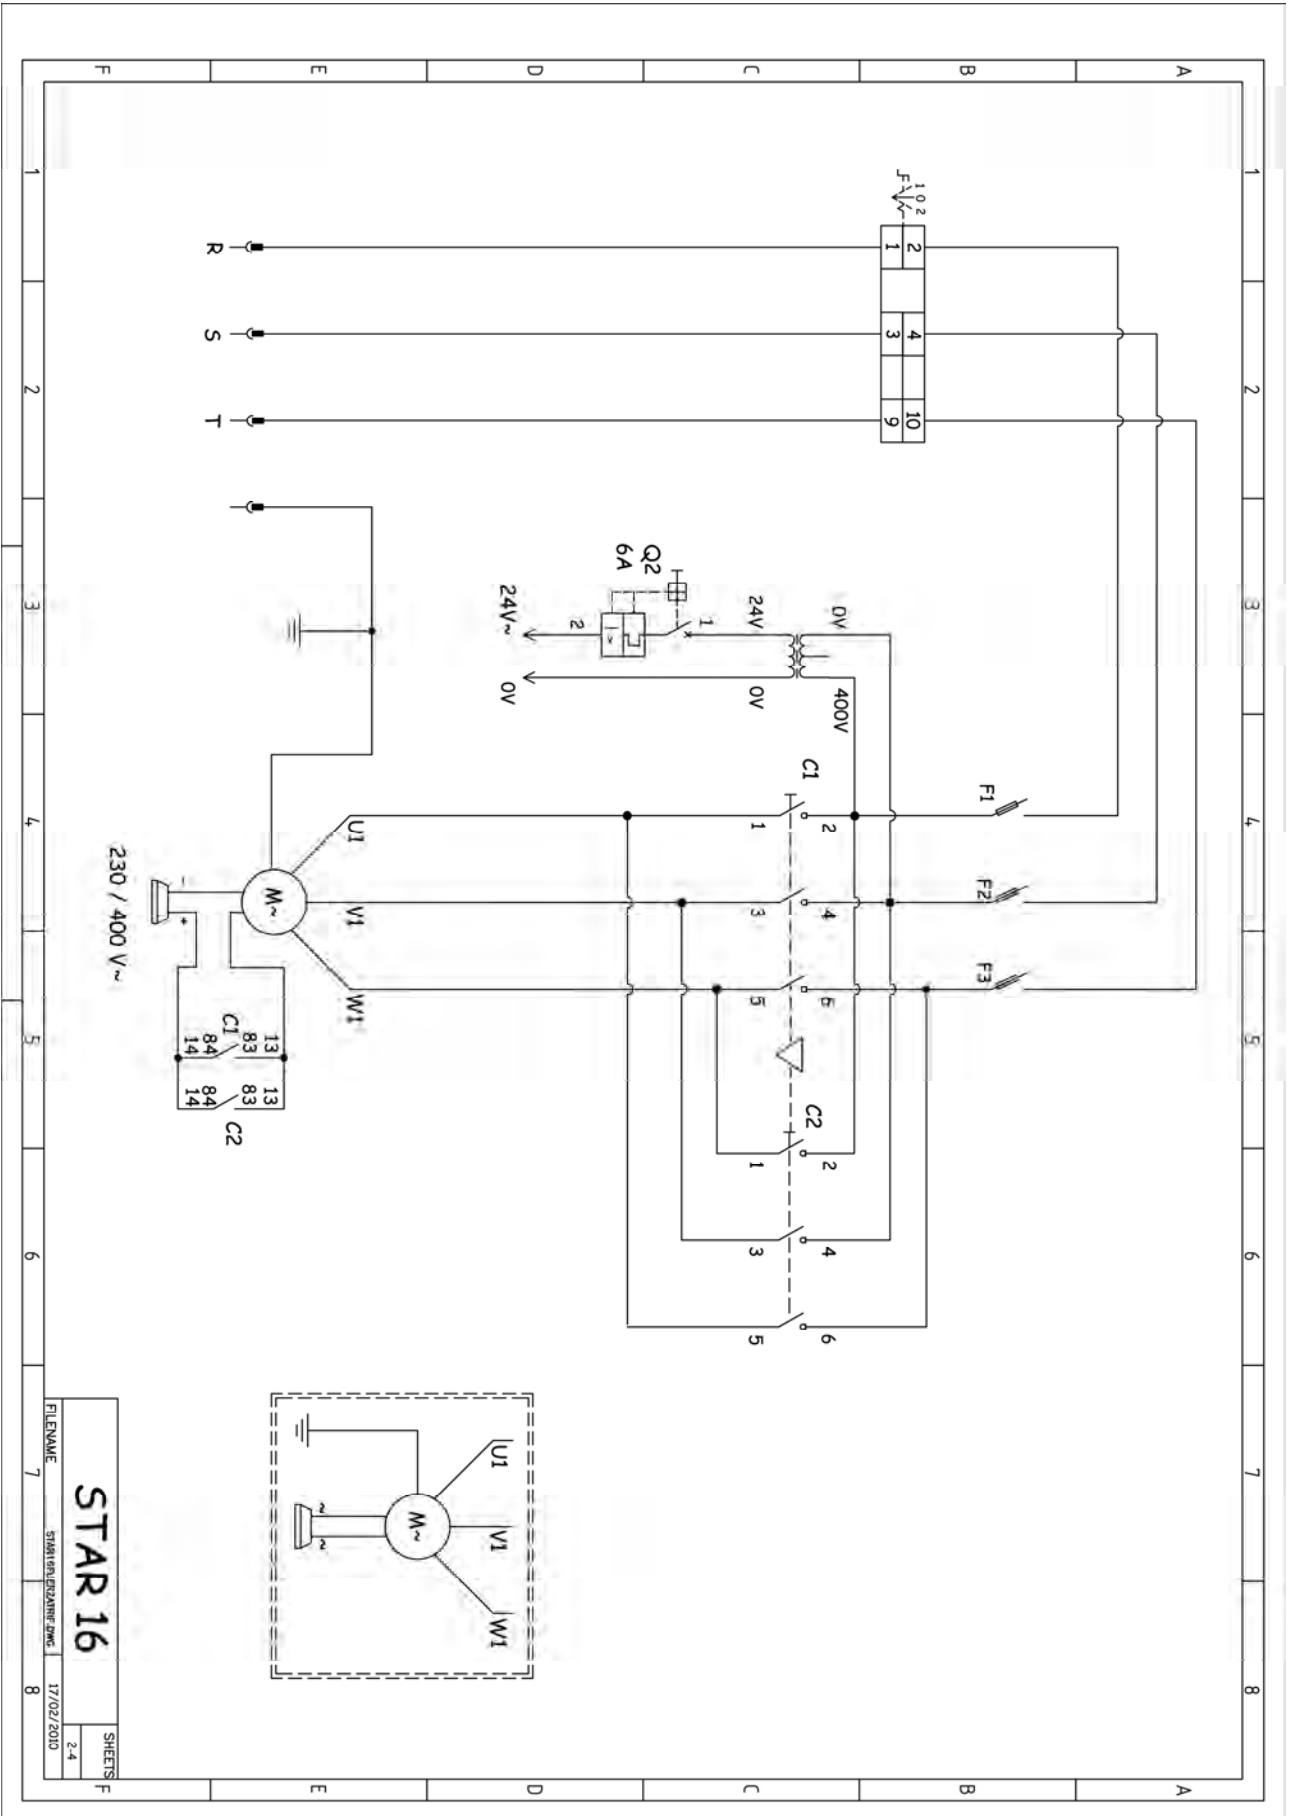 1 2 3 4 5 6 7 8
A A
B B
C C
D D
E E
F F
1 0 2
2 4 10
1 3 9
F1 F2 F3
0V 400V
24V 0V
C1
2 4 6
1 3 5
C2
2 4 6
1 3 5
1
Q2
6A
2
24V~ 0V
R S T
U1 V1 W1
M~
- +
230 / 400 V~
13 13
83 83
C1 C2
84 84
14 14
U1 V1 W1
M~
~ ~
STAR 16
SHEETS
2-4
FILENAME STAR16FUERZATRIF.DWG 17/02/2010